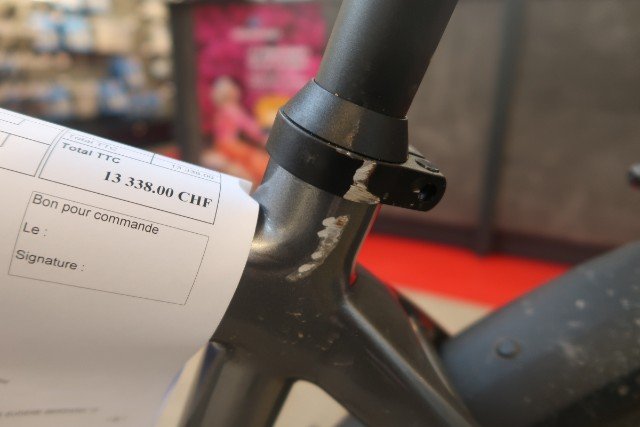 Total TTC
13 338.00 CHF
Bon pour commande
Le :
Signature :